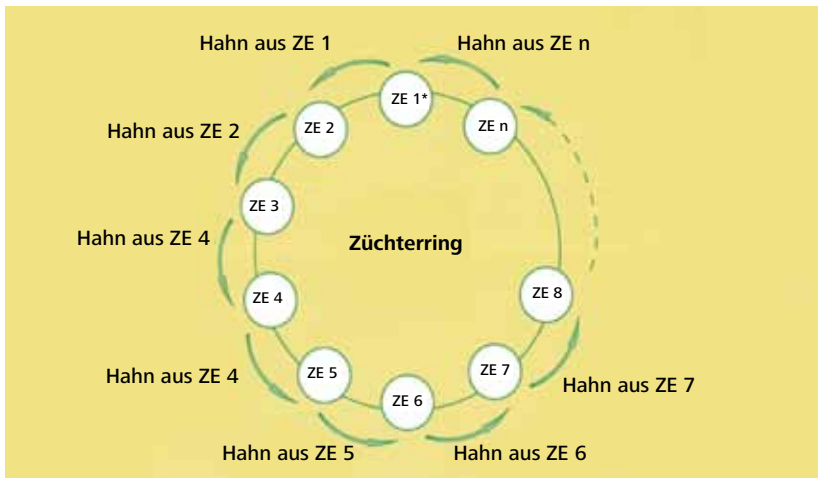 Hahn aus ZE 1
Hahn aus ZE n
ZE 1*
ZE 2
ZE n
Hahn aus ZE 2
ZE 3
Hahn aus ZE 4
Züchterring
ZE 4
ZE 8
Hahn aus ZE 4
ZE 5
ZE 7
Hahn aus ZE 7
ZE 6
Hahn aus ZE 5
Hahn aus ZE 6